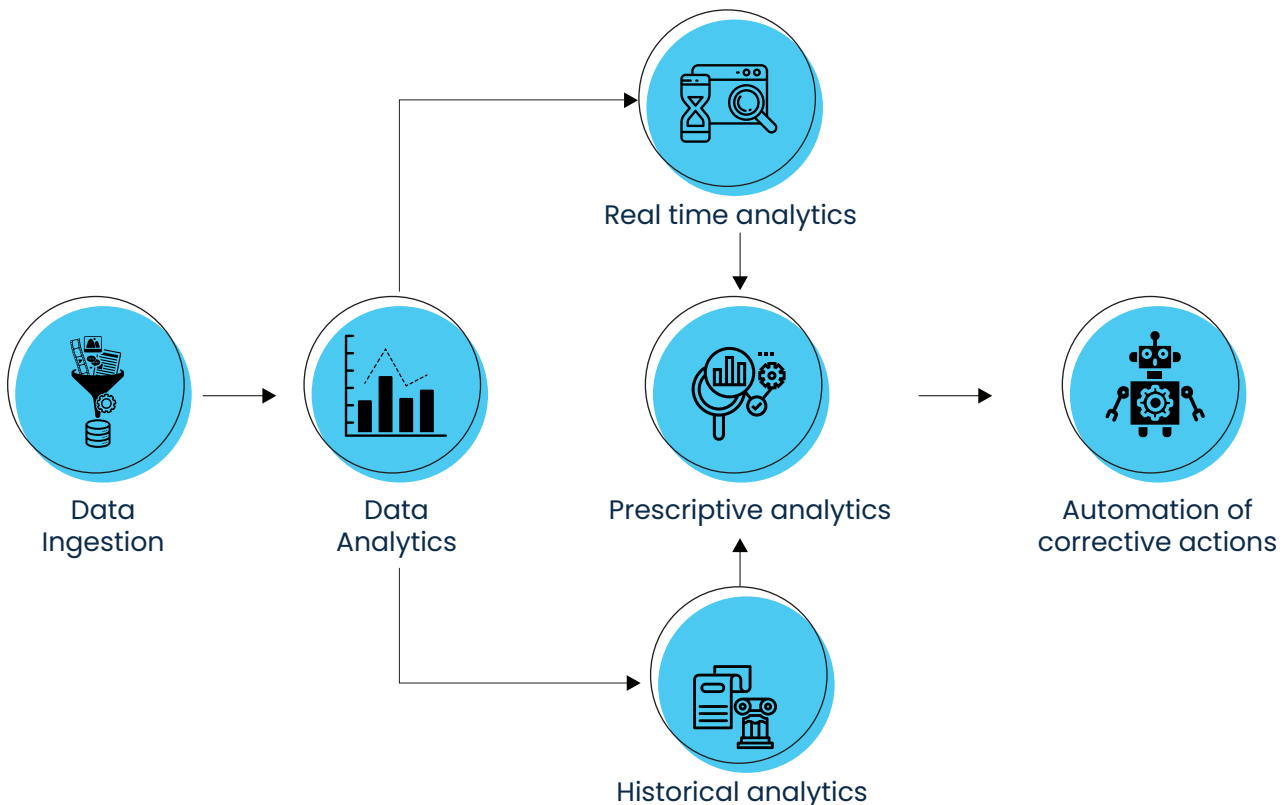 Real time analytics
Data
Ingestion
Data
Analytics
Prescriptive analytics
Automation of
corrective actions
Historical analytics